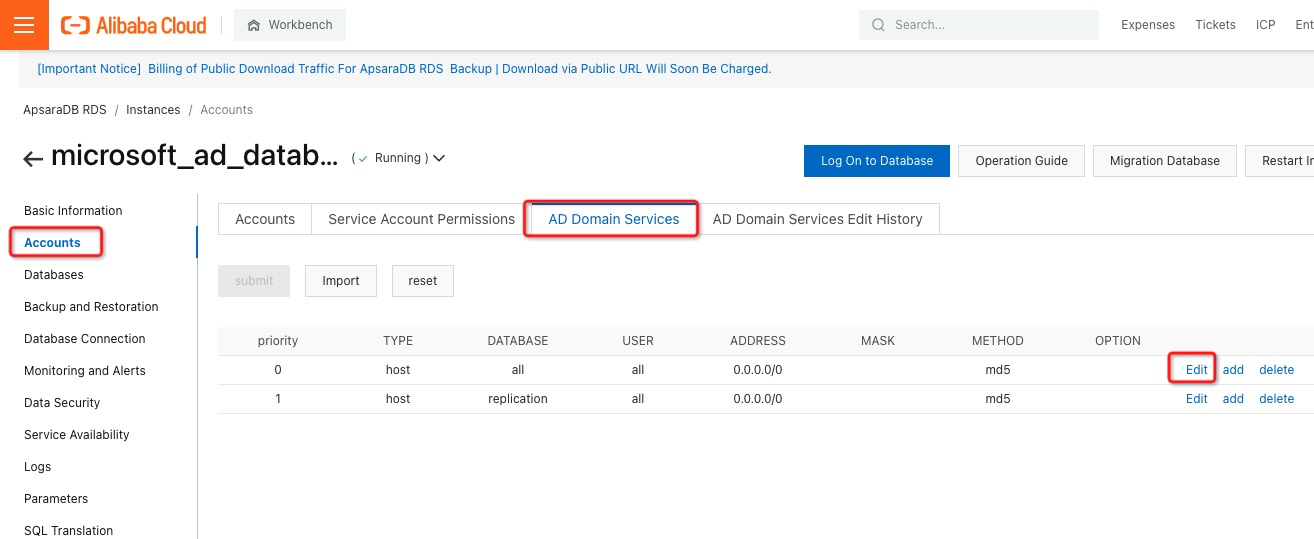 Alibaba Cloud Workbench Search... Expenses Tickets ICP Ent
[Important Notice] Billing of Public Download Traffic For ApsaraDB RDS Backup | Download via Public URL Will Soon Be Charged.
ApsaraDB RDS / Instances / Accounts
microsoft_ad_datab... ( Running ) Log On to Database Operation Guide Migration Database Restart In
Basic Information
Accounts
Databases
Backup and Restoration
Database Connection
Monitoring and Alerts
Data Security
Service Availability
Logs
Parameters
SQL Translation
Accounts Service Account Permissions AD Domain Services AD Domain Services Edit History
submit Import reset
priority TYPE DATABASE USER ADDRESS MASK METHOD OPTION
0 host all all 0.0.0.0/0 md5 Edit add delete
1 host replication all 0.0.0.0/0 md5 Edit add delete